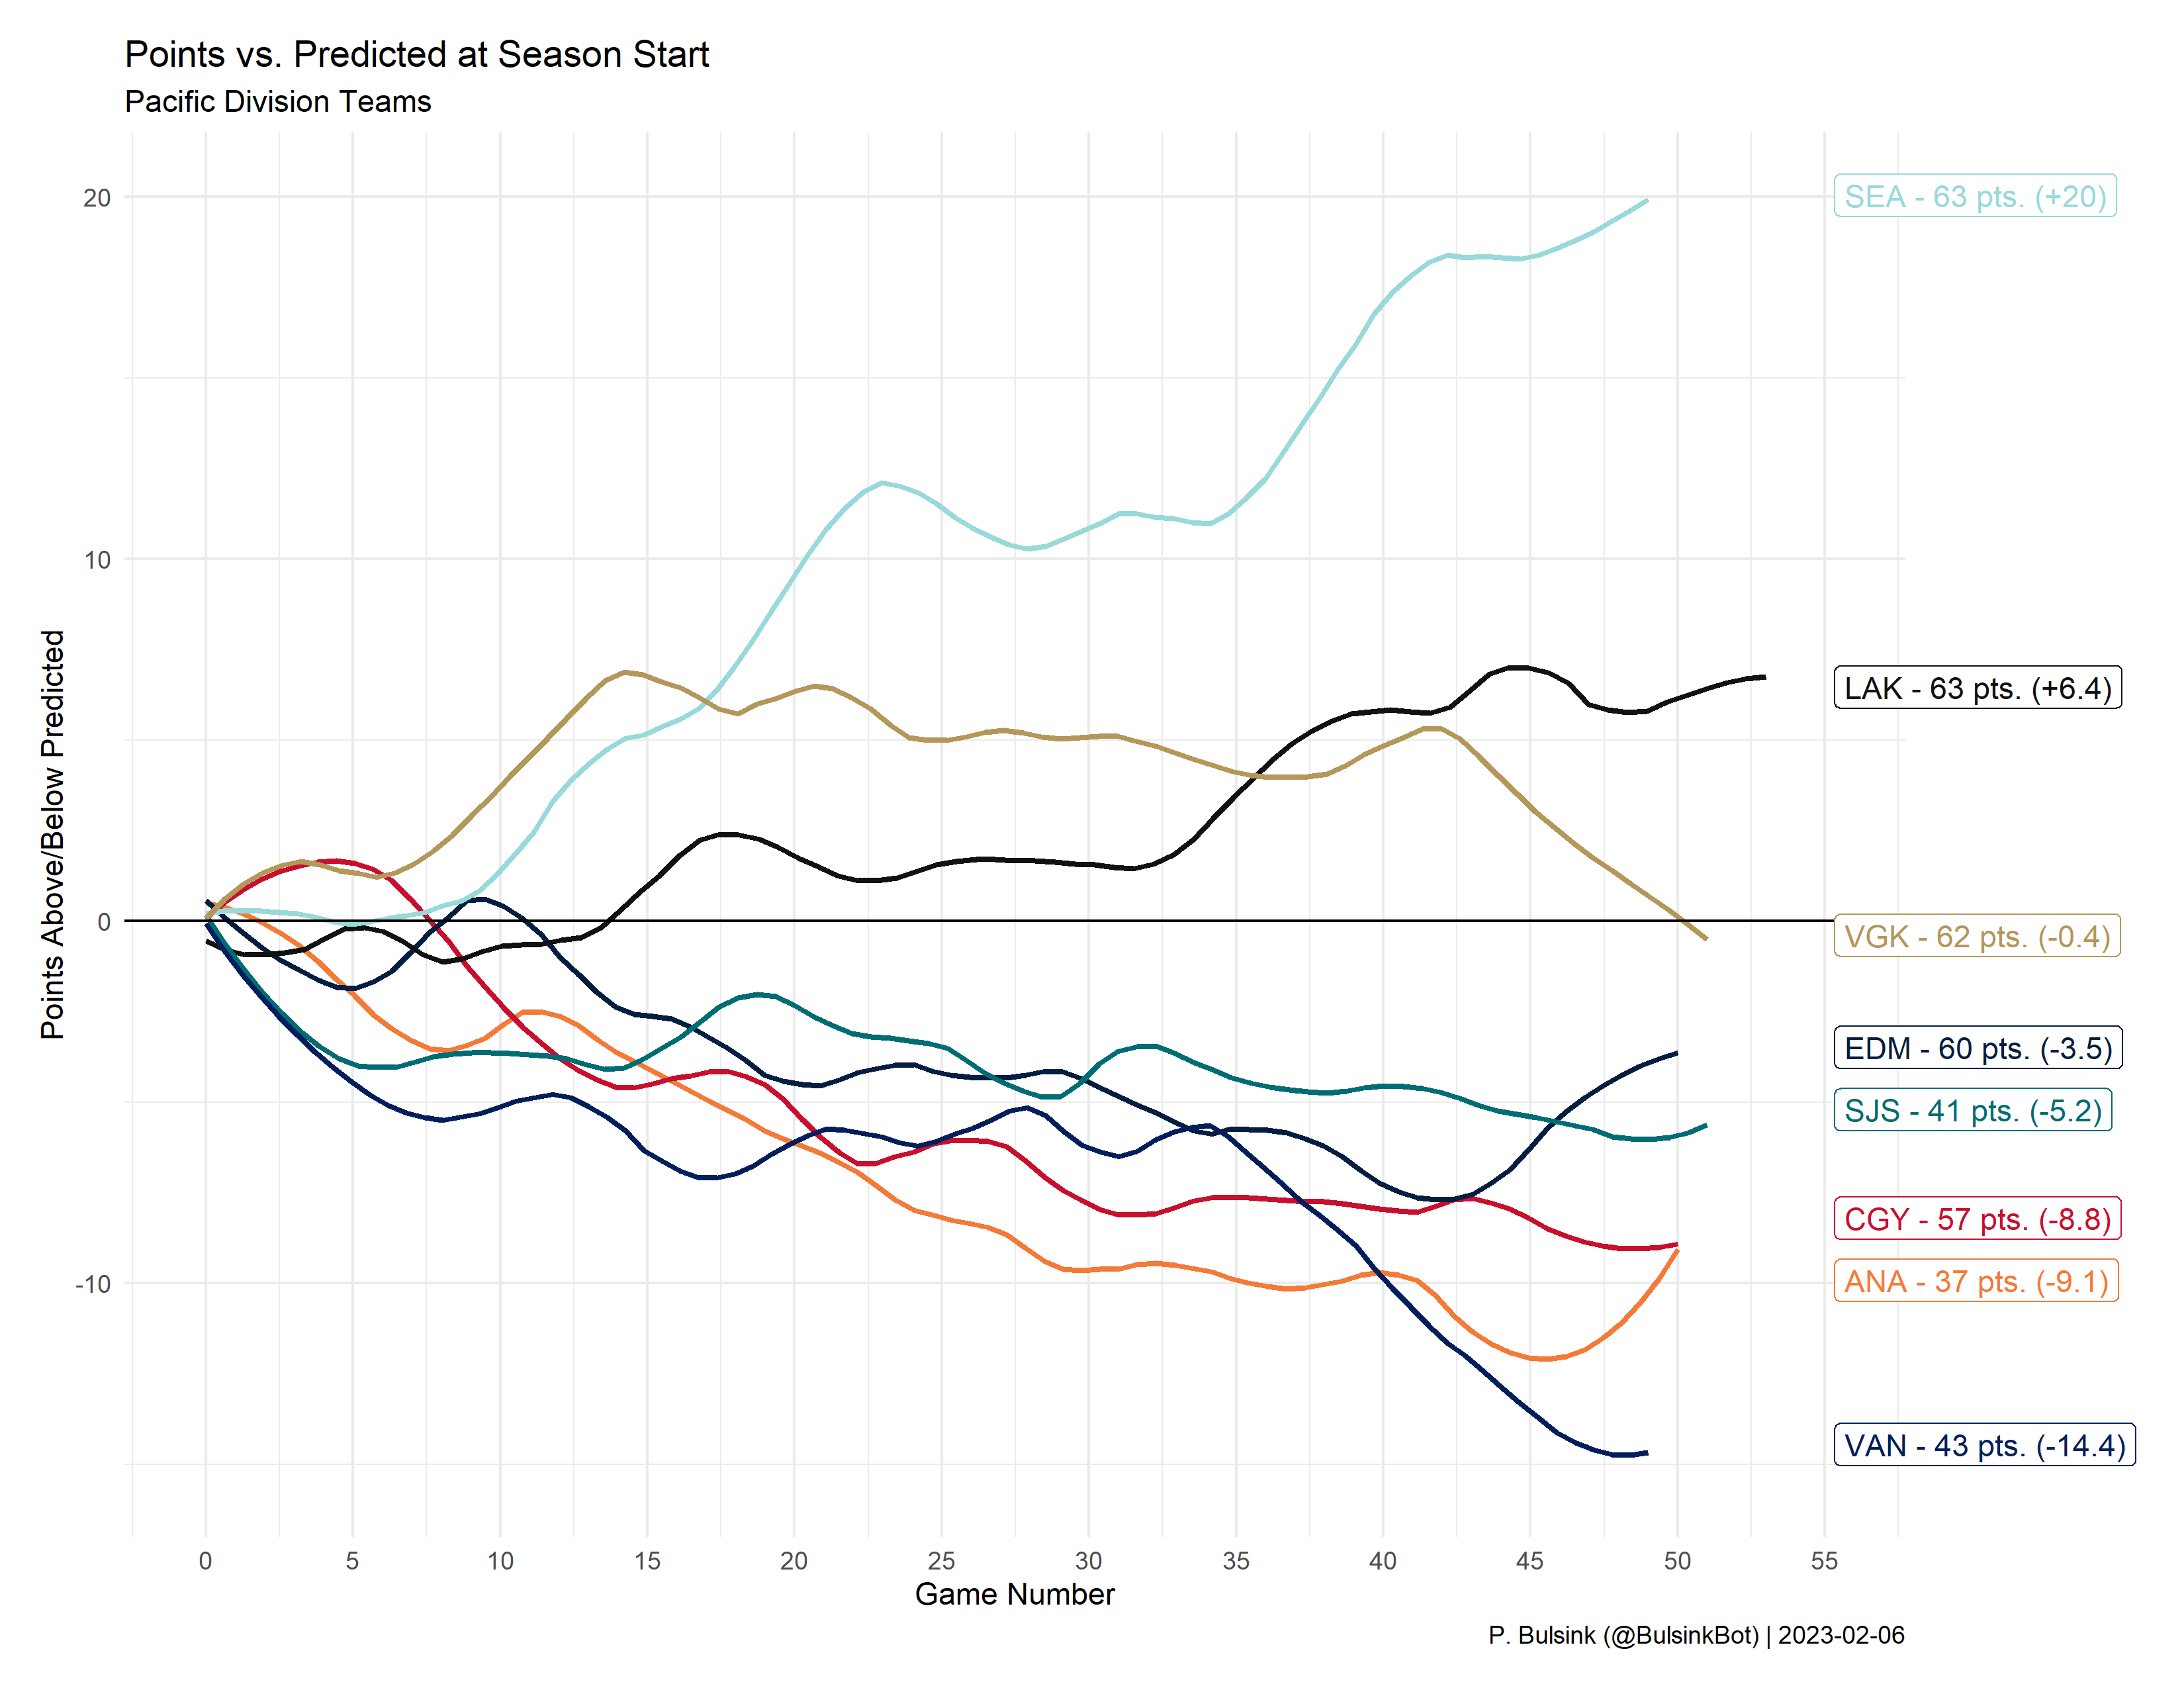 Points vs. Predicted at Season Start
Pacific Division Teams
Points Above/Below Predicted
20
10
0
-10
SEA - 63 pts. (+20)
LAK - 63 pts. (+6.4)
VGK - 62 pts. (-0.4)
EDM - 60 pts. (-3.5)
SJS - 41 pts. (-5.2)
CGY - 57 pts. (-8.8)
ANA - 37 pts. (-9.1)
VAN - 43 pts. (-14.4)
0 5 10 15 20 25 30 35 40 45 50 55
Game Number
P. Bulsink (@BulsinkBot) | 2023-02-06